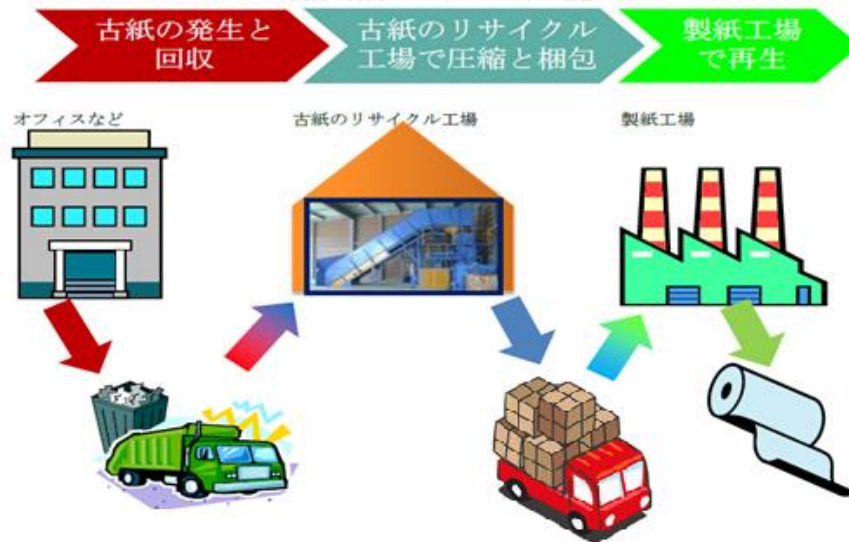 古紙の発生と
回収
古紙のリサイクル
工場で圧縮と梱包
製紙工場
で再生
オフィスなど
古紙のリサイクル工場
製紙工場